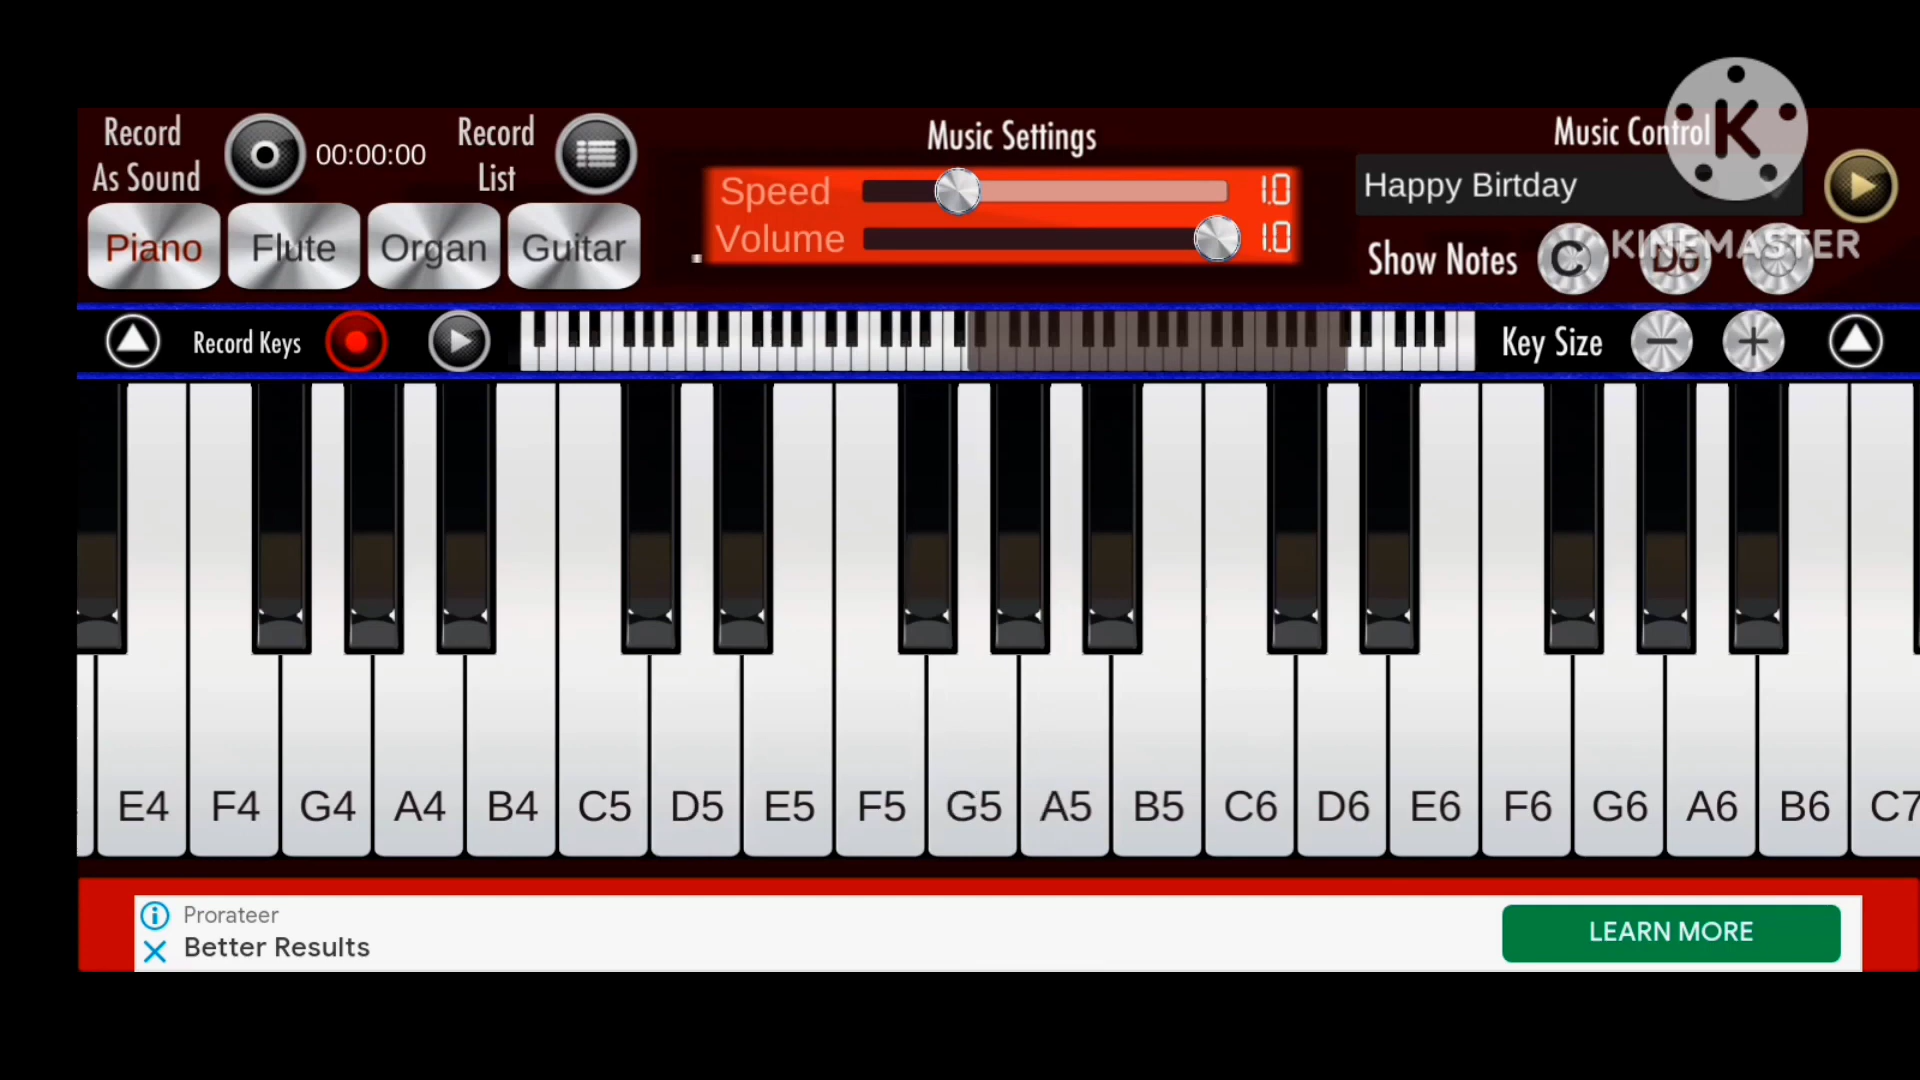 Record
As Sound
00:00:00
Record
List
Music Settings
Speed 1.0
Volume 1.0
Music Control
Happy Birtday
K
KINEMASTER
Show Notes C Do
Piano Flute Organ Guitar
Record Keys
Key Size
E4 F4 G4 A4 B4 C5 D5 E5 F5 G5 A5 B5 C6 D6 E6 F6 G6 A6 B6 C7
Prorateer
Better Results
LEARN MORE